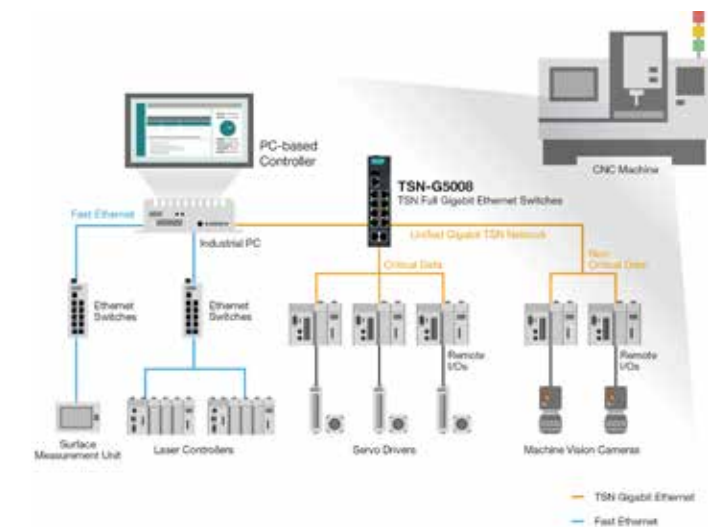 CNC Machine
PC-based
Controller
TSN-G5008
TSN Full Gigabit Ethernet Switches
Fast Ethernet
Unified Gigabit TSN Network
Industrial PC
Critical Data
Non-
Critical Data
Ethernet
Switches
Ethernet
Switches
Remote
I/Os
Remote
I/Os
Surface
Measurement Unit
Laser Controllers
Servo Drivers
Machine Vision Cameras
TSN Gigabit Ethernet
Fast Ethernet